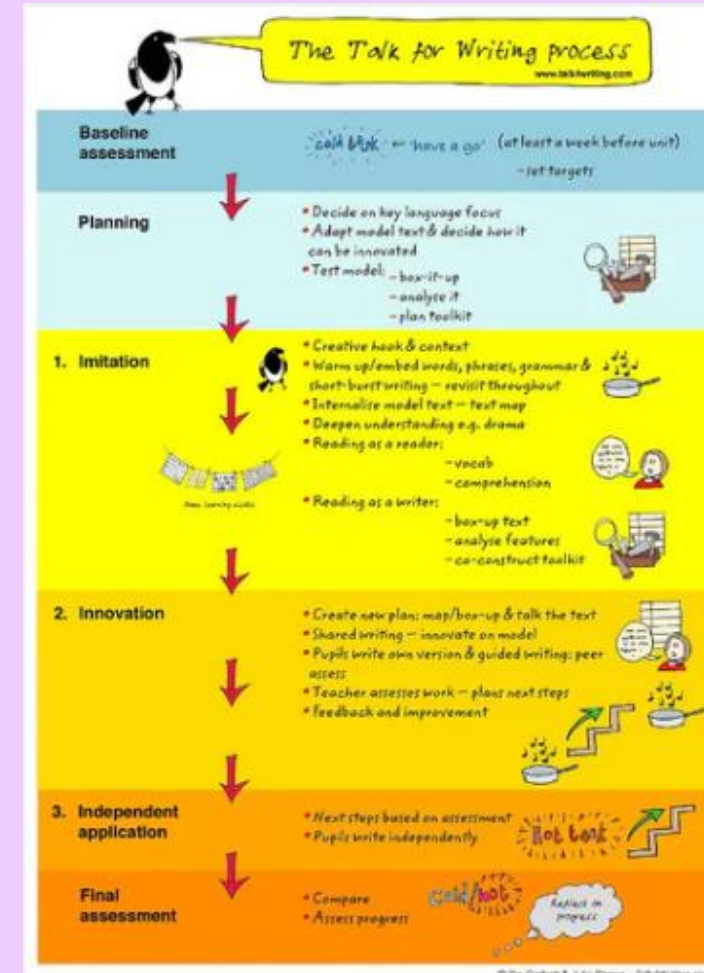 The Talk for Writing process
www.talk4writing.com
Baseline
assessment
cold task – 'have a go' (at least a week before unit)
– set targets
Planning
• Decide on key language focus
• Adapt model text & decide how it
can be innovated
• Test model: – box-it-up
– analyse it
– plan toolkit
1. Imitation
• Creative hook & context
• Warm up/embed words, phrases, grammar &
short-burst writing – revisit throughout
• Internalise model text – text map
• Deepen understanding e.g. drama
• Reading as a reader:
– vocab
– comprehension
• Reading as a writer:
– box-up text
– analyse features
– co-construct toolkit
2. Innovation
• Create new plan: map/box-up & talk the text
• Shared writing – innovate on model
• Pupils write own version & guided writing: peer
assess
• Teacher assesses work – plans next steps
• Feedback and improvement
3. Independent
application
• Next steps based on assessment
• Pupils write independently
Hot task
Final
assessment
• Compare
• Assess progress
Cold/hot
Reflect on
progress